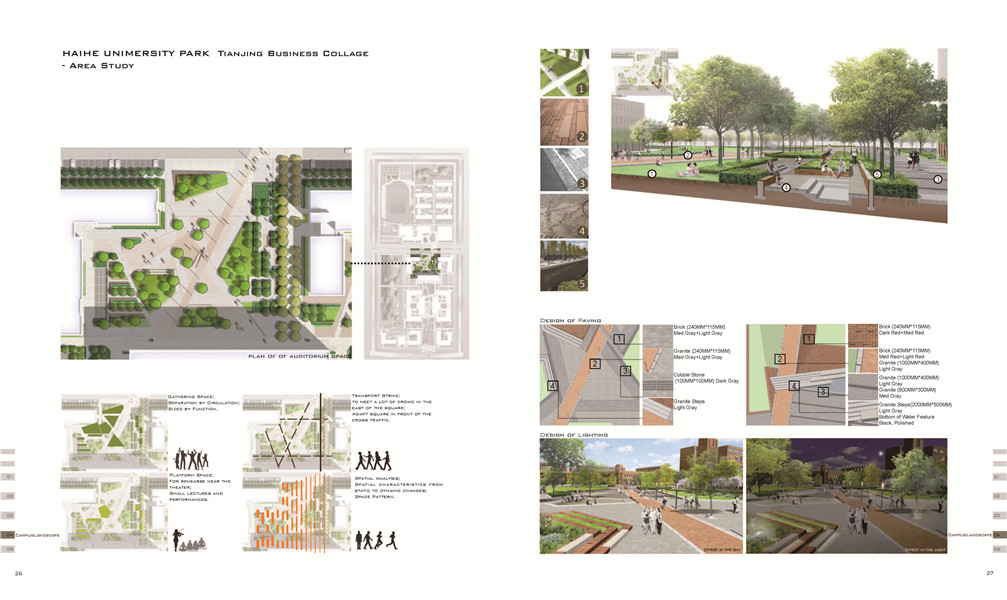 HAIHE UNIMERSITY PARK Tianjing Business Collage
- Area Study
PLAN OF OF AUDITORIUM SPACE
Gathering Space;
Separation by Circulation;
Sized by Function.
Transport Strike;
to meet a lot of crowd in the
east of the square;
Adapt square in front of the
cross traffic.
Platform Space;
For rehearse near the
theater;
Small lectures and
performances.
Spatial Analysis;
Spatial characteristics from
static to dynamo changes;
Space Pattern.
CampusLandscape
26
1
2
3
4
5
1
2
3
4
5
Design of Paving
1
2
3
4
Brick (240MM*115MM)
Med Gray+Light Gray
Granite (240MM*115MM)
Med Gray+Light Gray
Cobble Stone
(100MM*100MM) Dark Gray
Granite Steps
Light Gray
1
2
4
3
Brick (240MM*115MM)
Dark Red+Med Red
Brick (240MM*115MM)
Med Red+Light Red
Granite (1000MM*400MM)
Light Gray
Granite (1000MM*400MM)
Light Gray
Granite (600MM*300MM)
Med Gray
Granite Steps(2000MM*500MM)
Light Gray
Bottom of Water Feature
Black, Polished
Design of Lighting
Effect in the day
Effect in the night
CampusLandscape
27